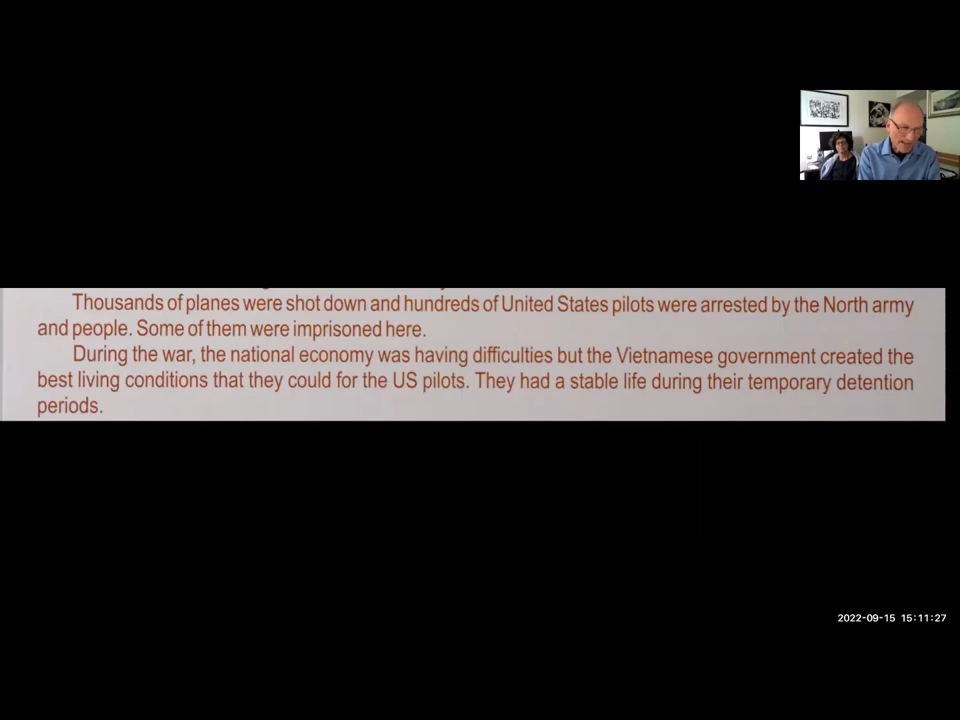 Thousands of planes were shot down and hundreds of United States pilots were arrested by the North army
and people. Some of them were imprisoned here.
During the war, the national economy was having difficulties but the Vietnamese government created the
best living conditions that they could for the US pilots. They had a stable life during their temporary detention
periods.
2022-09-15 15:11:27